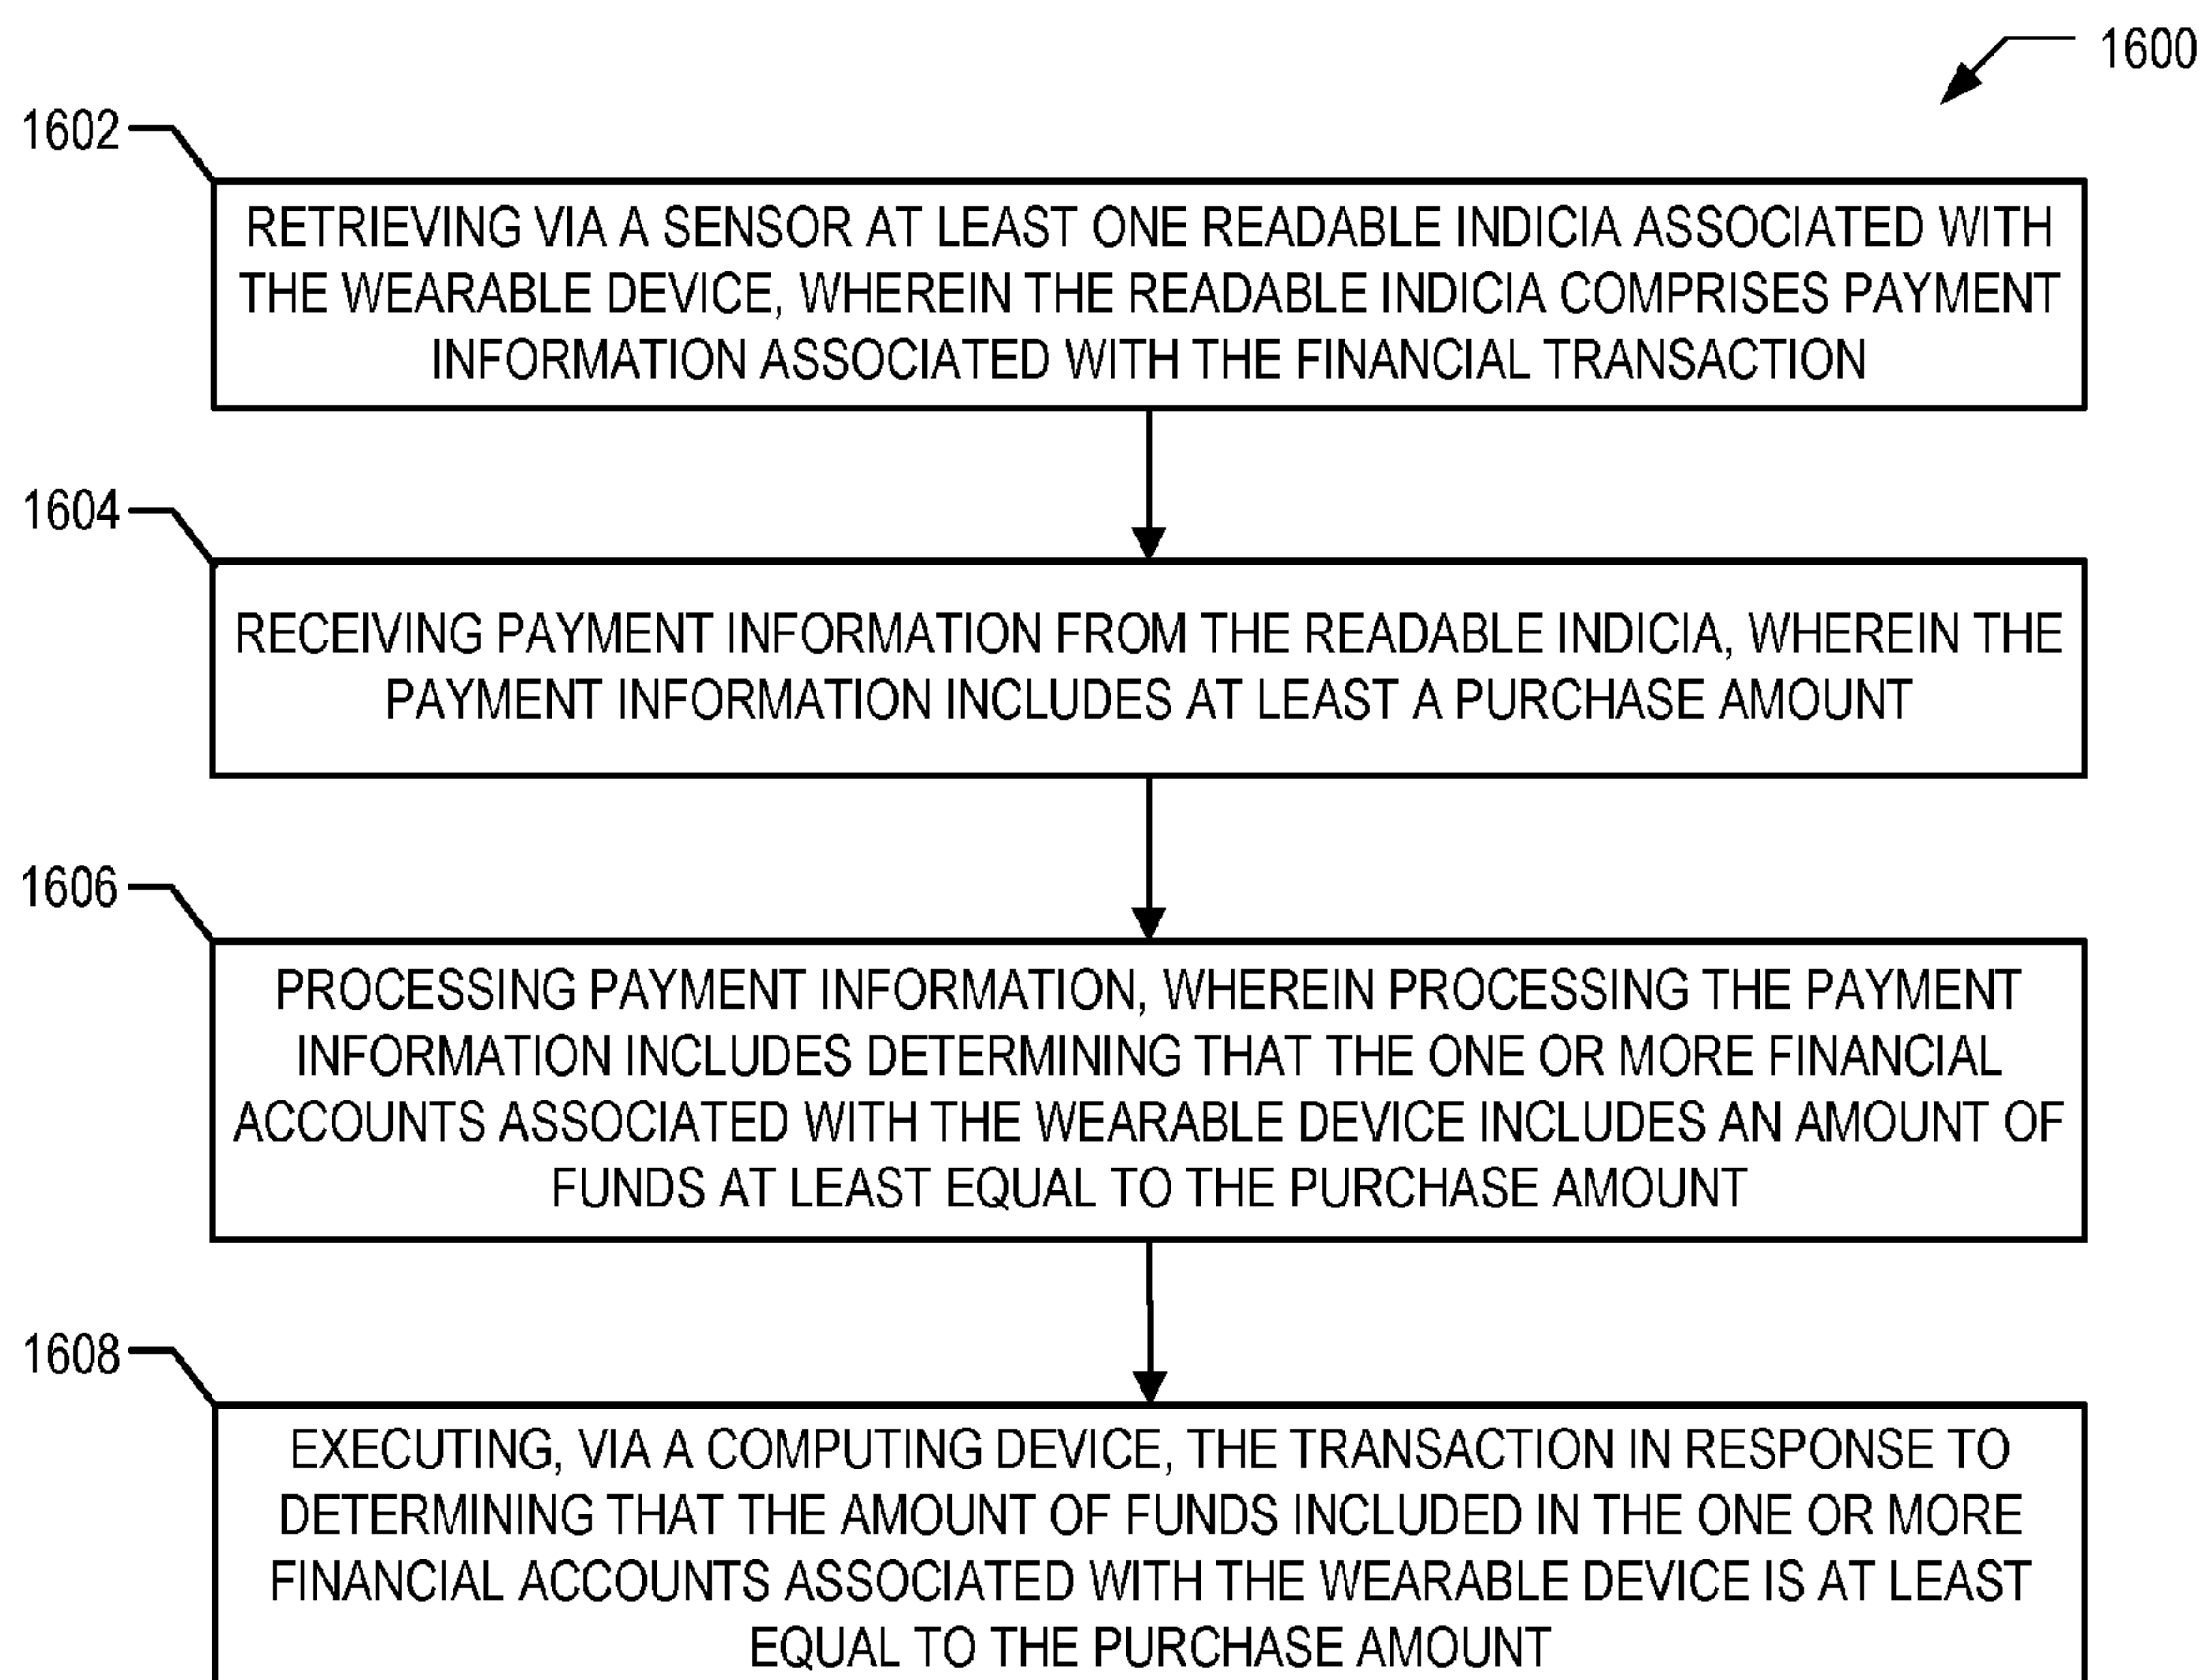 1600
1602
RETRIEVING VIA A SENSOR AT LEAST ONE READABLE INDICIA ASSOCIATED WITH
THE WEARABLE DEVICE, WHEREIN THE READABLE INDICIA COMPRISES PAYMENT
INFORMATION ASSOCIATED WITH THE FINANCIAL TRANSACTION
1604
RECEIVING PAYMENT INFORMATION FROM THE READABLE INDICIA, WHEREIN THE
PAYMENT INFORMATION INCLUDES AT LEAST A PURCHASE AMOUNT
1606
PROCESSING PAYMENT INFORMATION, WHEREIN PROCESSING THE PAYMENT
INFORMATION INCLUDES DETERMINING THAT THE ONE OR MORE FINANCIAL
ACCOUNTS ASSOCIATED WITH THE WEARABLE DEVICE INCLUDES AN AMOUNT OF
FUNDS AT LEAST EQUAL TO THE PURCHASE AMOUNT
1608
EXECUTING, VIA A COMPUTING DEVICE, THE TRANSACTION IN RESPONSE TO
DETERMINING THAT THE AMOUNT OF FUNDS INCLUDED IN THE ONE OR MORE
FINANCIAL ACCOUNTS ASSOCIATED WITH THE WEARABLE DEVICE IS AT LEAST
EQUAL TO THE PURCHASE AMOUNT